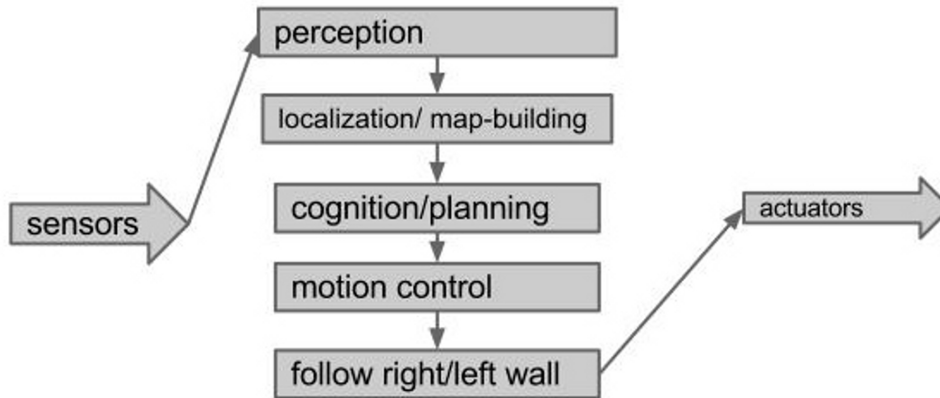 perception
localization/ map-building
cognition/planning
sensors
actuators
motion control
follow right/left wall